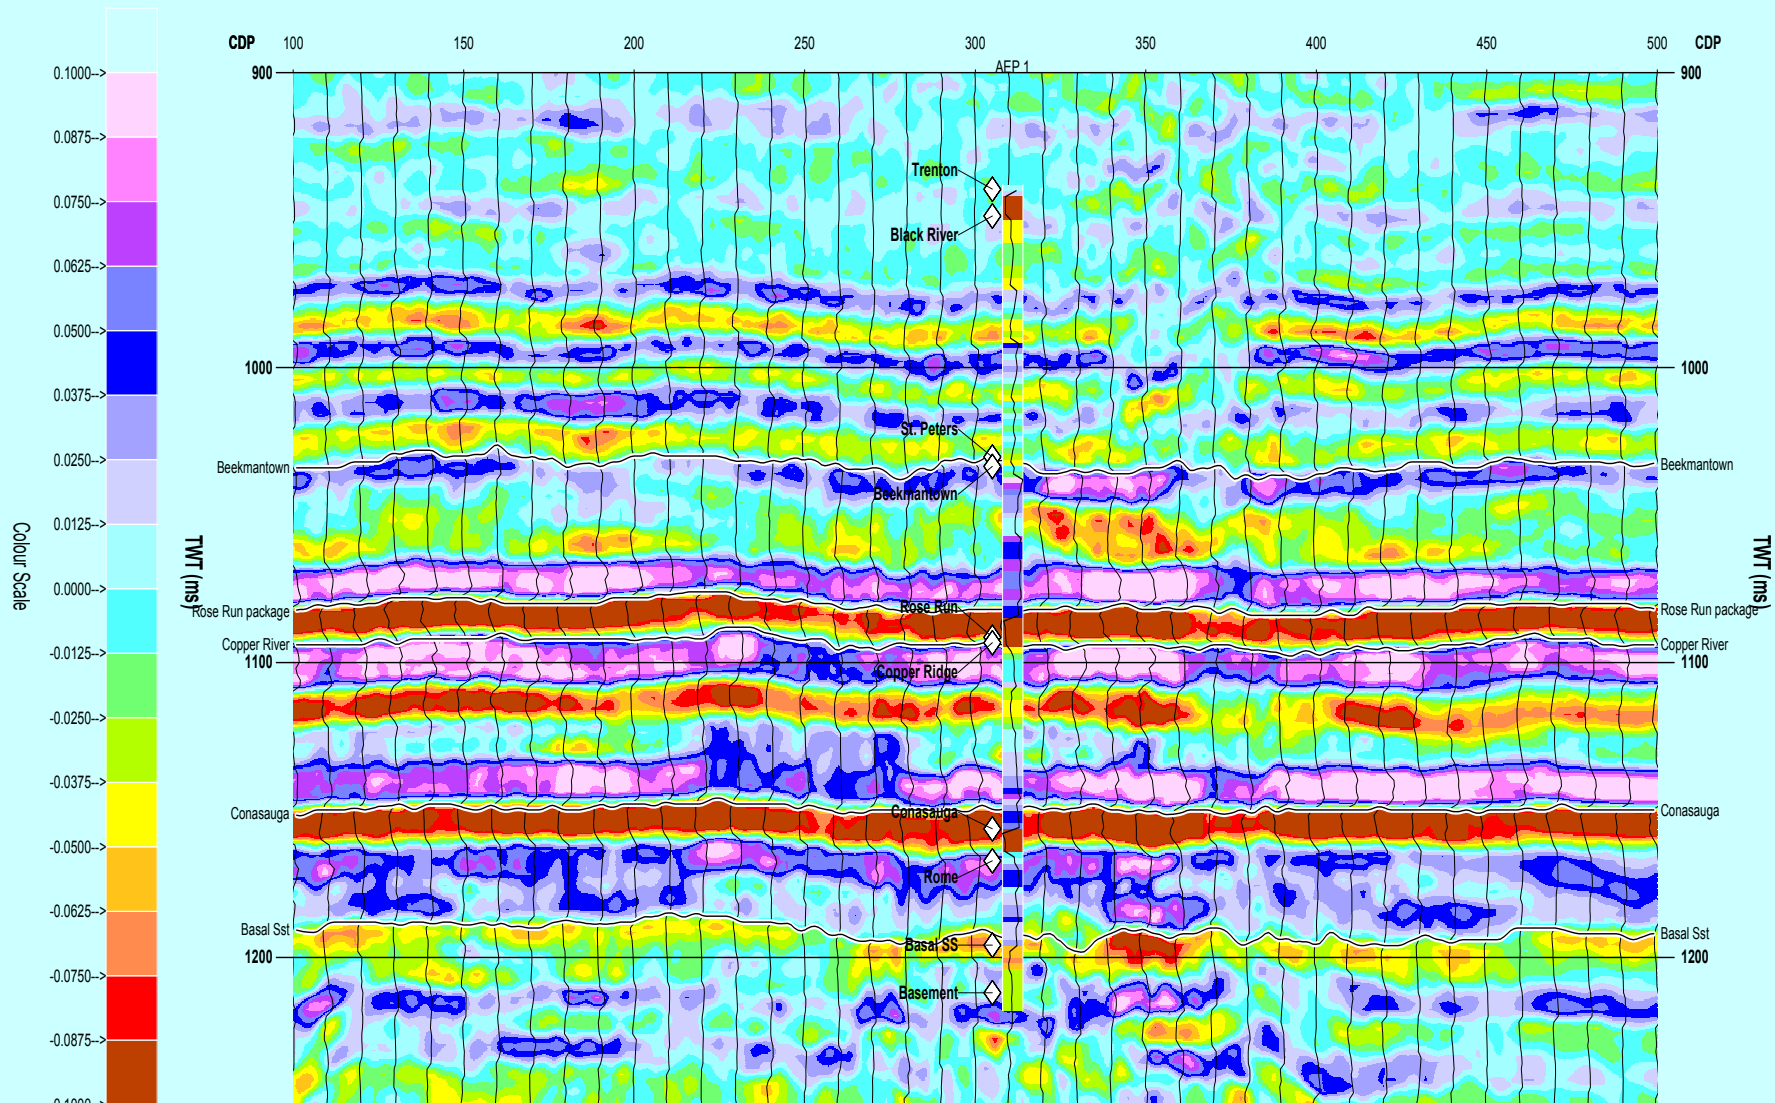 CDP 100 150 200 250 300 350 400 450 500 CDP
AEP 1
900 900
0.1000-->
0.0875-->
0.0750-->
0.0625-->
0.0500-->
0.0375-->
0.0250-->
0.0125-->
0.0000-->
-0.0125-->
-0.0250-->
-0.0375-->
-0.0500-->
-0.0625-->
-0.0750-->
-0.0875-->
Colour Scale
TWT (ms)
Trenton
Black River
1000 1000
St. Peters
Beekmantown Beekmantown
Beekmantown
TWT (ms)
Rose Run package Rose Run Rose Run package
Copper River Copper River
1100 1100
Copper Ridge
Conasauga Conasauga Conasauga
Rome
Basal Sst Basal SS Basal Sst
1200 1200
Basement